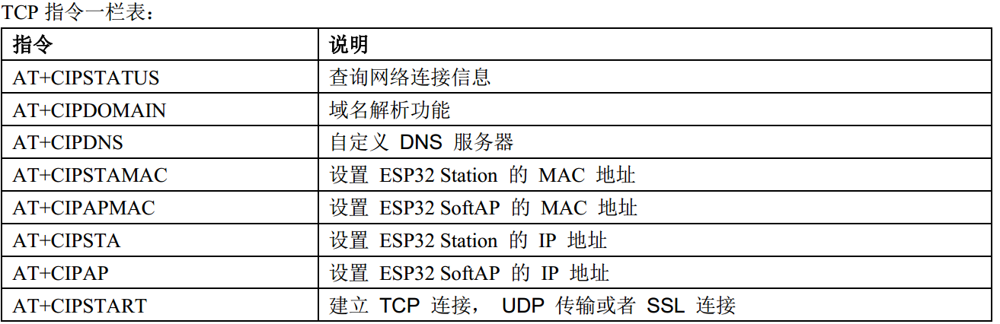 TCP 指令一栏表：
指令 说明
AT+CIPSTATUS 查询网络连接信息
AT+CIPDOMAIN 域名解析功能
AT+CIPDNS 自定义 DNS 服务器
AT+CIPSTAMAC 设置 ESP32 Station 的 MAC 地址
AT+CIPAPMAC 设置 ESP32 SoftAP 的 MAC 地址
AT+CIPSTA 设置 ESP32 Station 的 IP 地址
AT+CIPAP 设置 ESP32 SoftAP 的 IP 地址
AT+CIPSTART 建立 TCP 连接， UDP 传输或者 SSL 连接